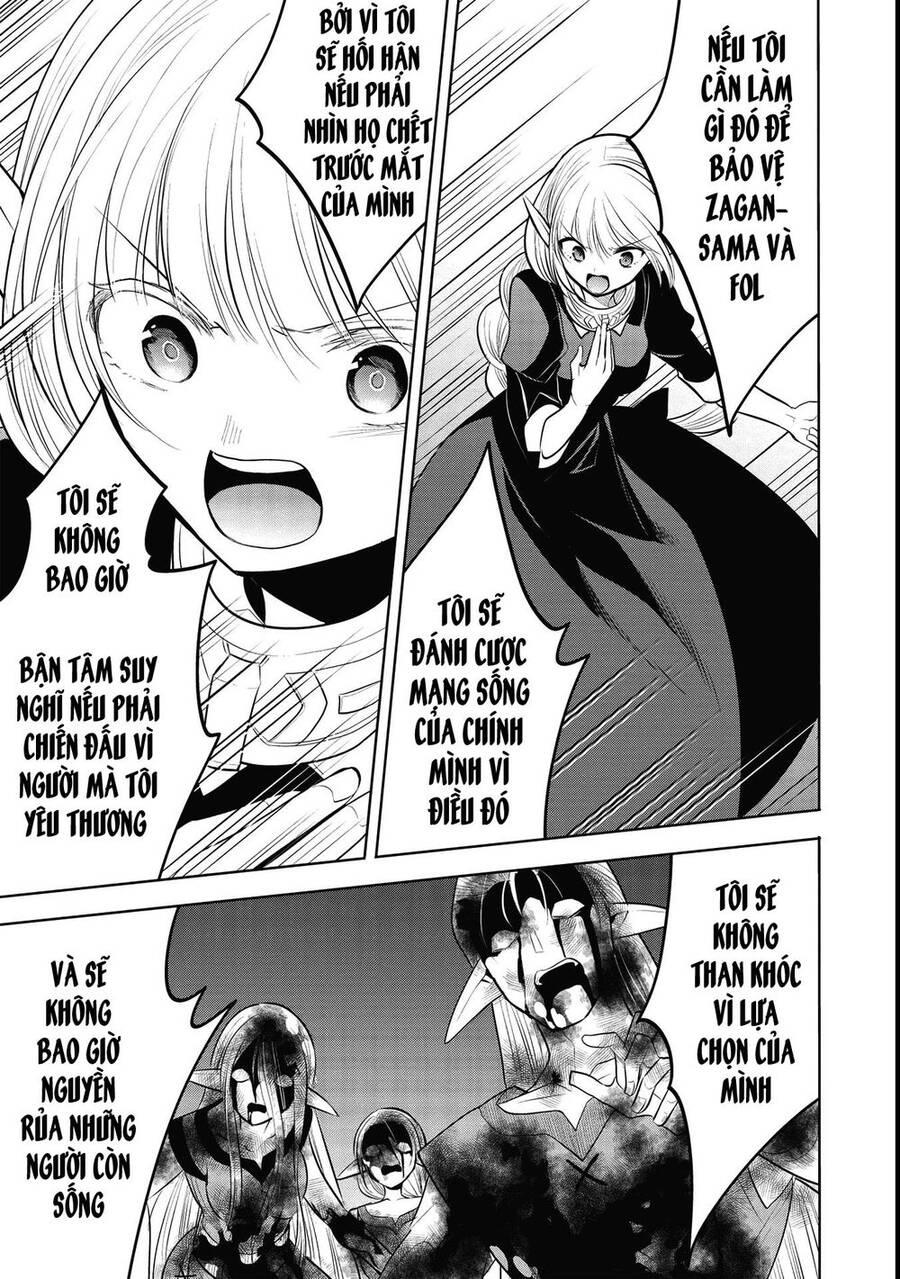 NẾU TÔI
CẦN LÀM
GÌ ĐÓ ĐỂ
BẢO VỆ
ZAGAN-
SAMA VÀ
FOL
TÔI SẼ
ĐÁNH CƯỢC
MẠNG SỐNG
CỦA CHÍNH
MÌNH VÌ
ĐIỀU ĐÓ
BỞI VÌ TÔI
SẼ HỐI HẬN
NẾU PHẢI
NHÌN HỌ CHẾT
TRƯỚC MẮT
CỦA MÌNH
TÔI SẼ
KHÔNG
BAO GIỜ
BẬN TÂM SUY
NGHĨ NẾU PHẢI
CHIẾN ĐẤU VÌ
NGƯỜI MÀ TÔI
YÊU THƯƠNG
TÔI SẼ
KHÔNG
THAN KHÓC
VÌ LỰA
CHỌN CỦA
MÌNH
VÀ SẼ
KHÔNG
BAO GIỜ
NGUYỀN
RỦA NHỮNG
NGƯỜI CÒN
SỐNG